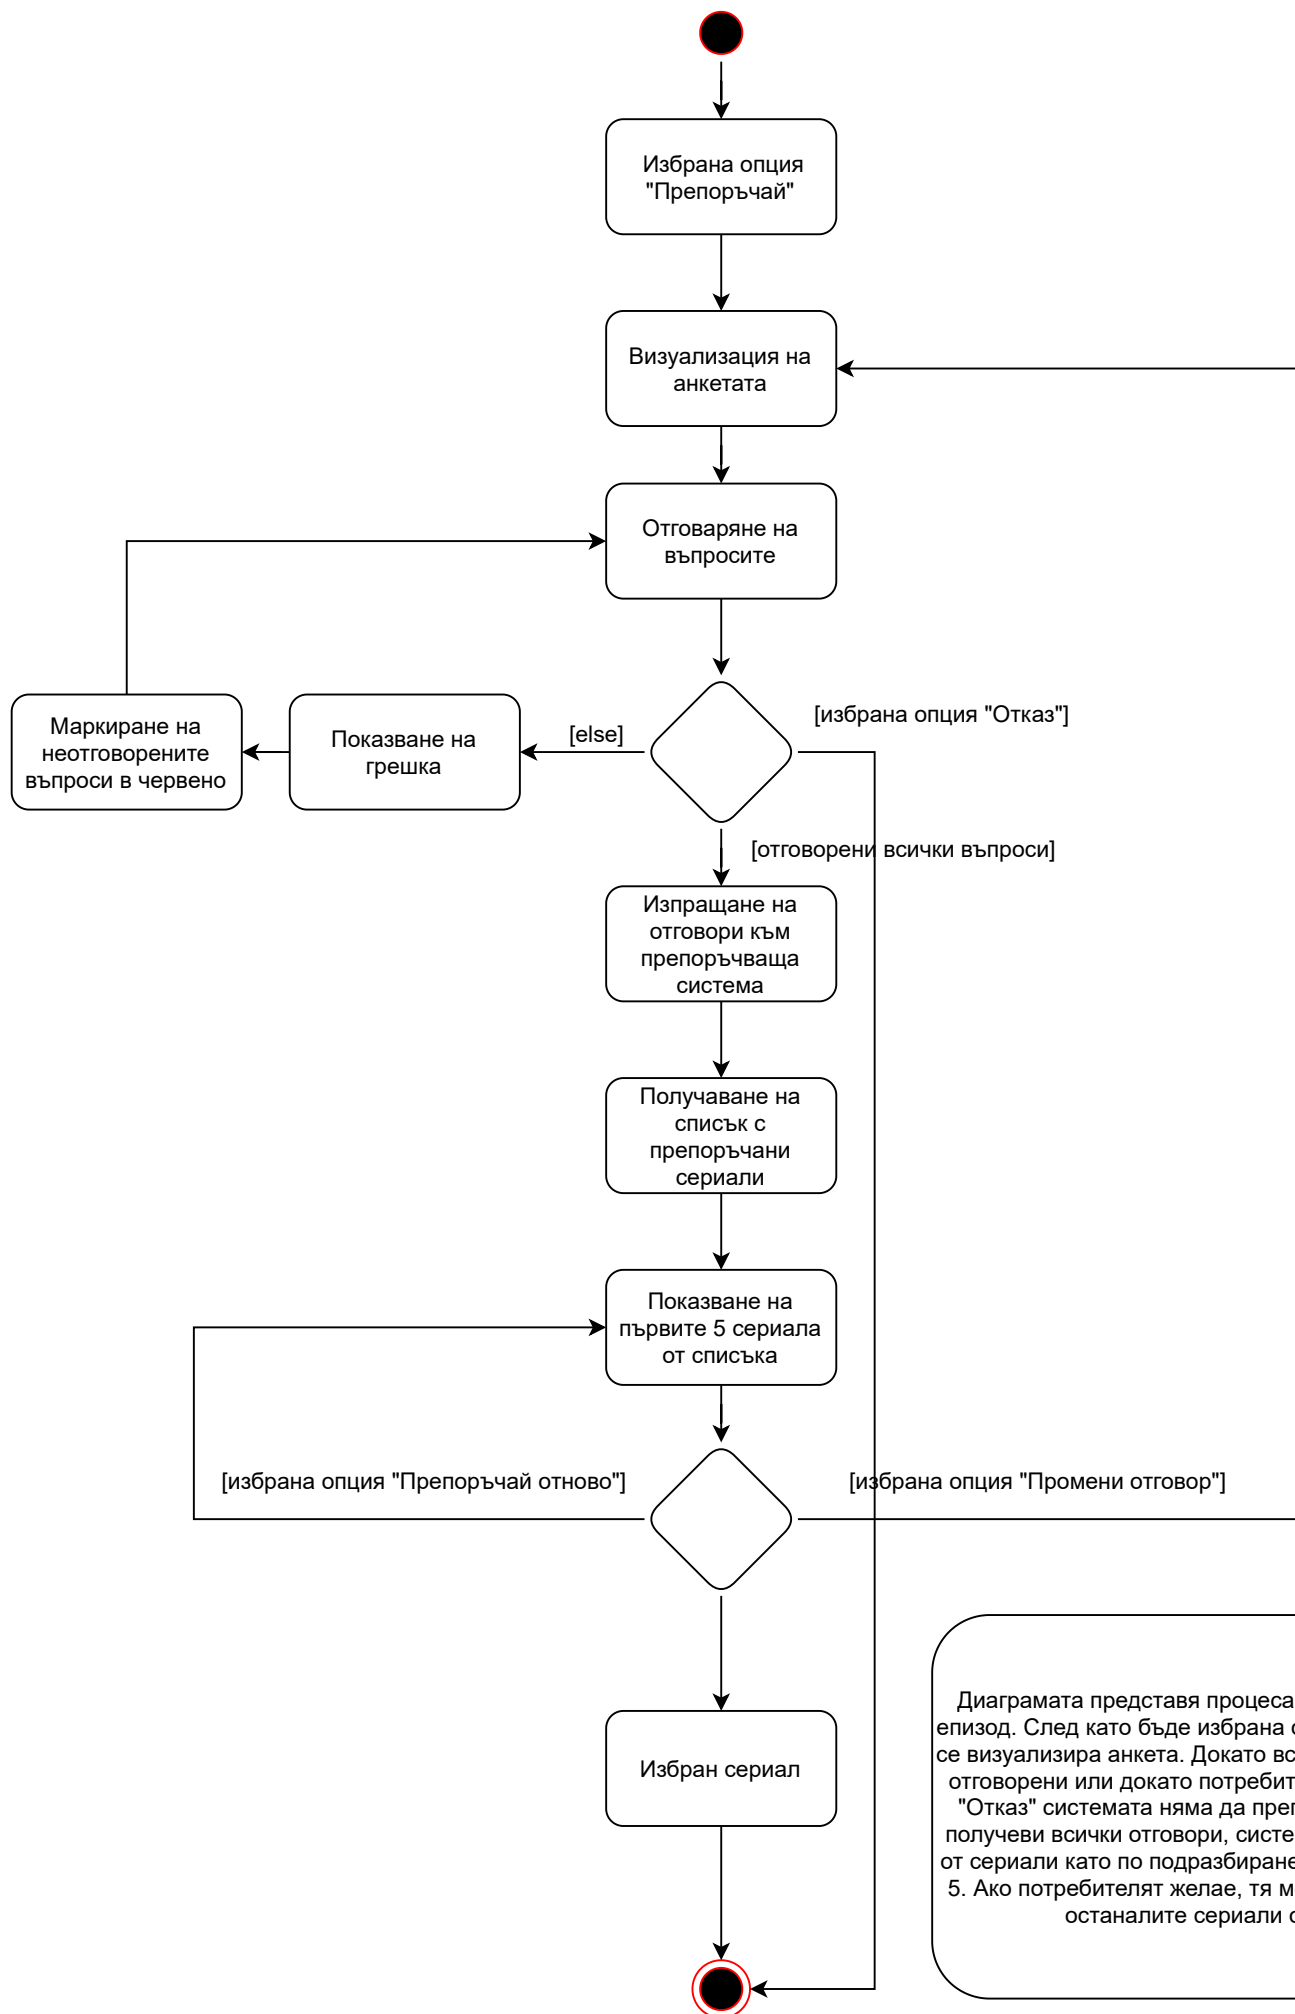 Избрана опция
"Препоръчай"
Визуализация на
анкетата
Отговаряне на
въпросите
[избрана опция "Отказ"]
[else]
Маркиране на
неотговорените
въпроси в червено
Показване на
грешка
[отговорени всички въпроси]
Изпращане на
отговори към
препоръчваща
система
Получаване на
списък с
препоръчани
сериали
Показване на
първите 5 сериала
от списъка
[избрана опция "Препоръчай отново"]
[избрана опция "Промени отговор"]
Избран сериал
Диаграмата представя процеса
епизод. След като бъде избрана
се визуализира анкета. Докато
отговорени или докато
"Отказ" системата няма да
получеви всички отговори,
от сериали като по подразбиране
5. Ако потребителят желае, тя
останалите сериали